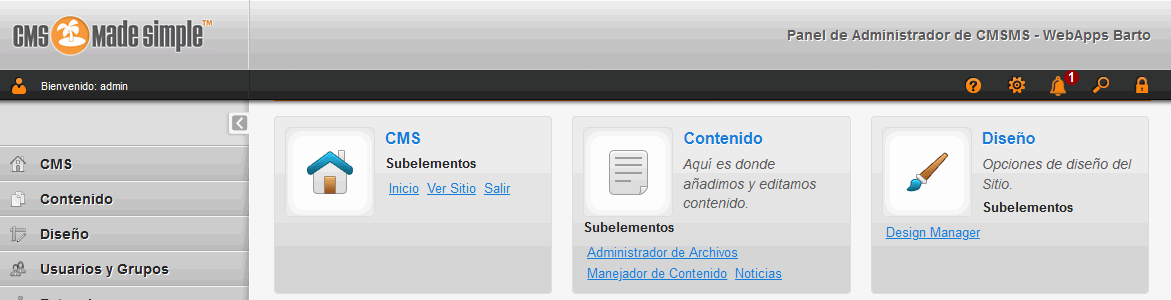 CMS Made Simple™
Panel de Administrador de CMSMS - WebApps Barto
Bienvenido: admin
1
CMS
Contenido
Diseño
Usuarios y Grupos
CMS
Subelementos
Inicio Ver Sitio Salir
Contenido
Aquí es donde
añadimos y editamos
contenido.
Subelementos
Administrador de Archivos
Manejador de Contenido Noticias
Diseño
Opciones de diseño del
Sitio.
Subelementos
Design Manager